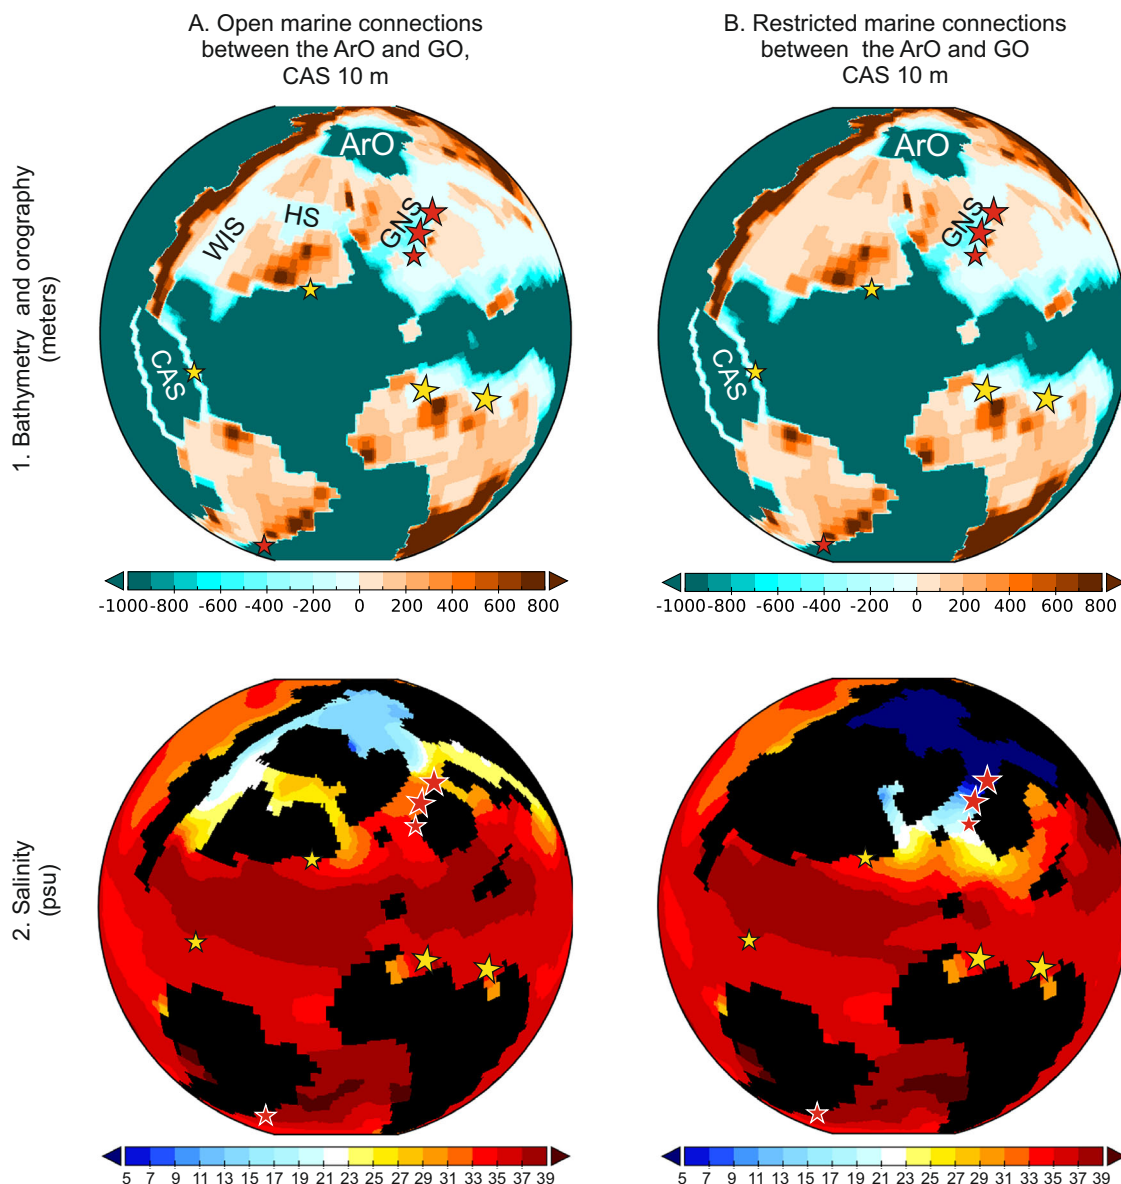 A. Open marine connections
between the ArO and GO,
CAS 10 m
B. Restricted marine connections
between the ArO and GO
CAS 10 m
1. Bathymetry and orography
(meters)
ArO
HS
WIS
GNS
CAS
ArO
GNS
CAS
-1000 -800 -600 -400 -200 0 200 400 600 800
-1000 -800 -600 -400 -200 0 200 400 600 800
2. Salinity
(psu)
5 7 9 11 13 15 17 19 21 23 25 27 29 31 33 35 37 39
5 7 9 11 13 15 17 19 21 23 25 27 29 31 33 35 37 39